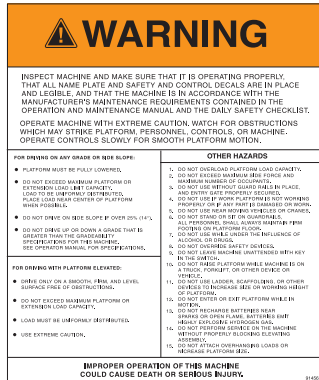 WARNING
INSPECT MACHINE AND MAKE SURE THAT IT IS OPERATING PROPERLY,
THAT ALL NAME PLATE AND SAFETY AND CONTROL DECALS ARE IN PLACE
AND LEGIBLE, AND THAT THE MACHINE IS IN ACCORDANCE WITH THE
MANUFACTURER'S MAINTENANCE REQUIREMENTS CONTAINED IN THE
OPERATION AND MAINTENANCE MANUAL AND THE DAILY SAFETY CHECKLIST.
OPERATE MACHINE WITH EXTREME CAUTION. WATCH FOR OBSTRUCTIONS
WHICH MAY STRIKE PLATFORM, PERSONNEL, CONTROLS, OR MACHINE.
OPERATE CONTROLS SLOWLY FOR SMOOTH PLATFORM MOTION.
FOR DRIVING ON ANY GRADE OR SIDE SLOPE:
• PLATFORM MUST BE FULLY LOWERED.
• DO NOT EXCEED MAXIMUM PLATFORM OR
EXTENSION LOAD LIMIT CAPACITY.
LOAD TO BE UNIFORMLY DISTRIBUTED.
PLACE LOAD NEAR CENTER OF PLATFORM
WHEN POSSIBLE.
• DO NOT DRIVE ON SIDE SLOPE IF OVER 25% (14°).
• DO NOT DRIVE UP OR DOWN A GRADE THAT IS
GREATER THAN THE GRADEABILITY
SPECIFICATIONS FOR THIS MACHINE.
SEE OPERATOR MANUAL FOR SPECIFICATIONS.
FOR DRIVING WITH PLATFORM ELEVATED:
• DRIVE ONLY ON A SMOOTH, FIRM, AND LEVEL
SURFACE FREE OF OBSTRUCTIONS.
• DO NOT EXCEED MAXIMUM PLATFORM OR
EXTENSION LOAD CAPACITY.
• LOAD MUST BE UNIFORMLY DISTRIBUTED.
• USE EXTREME CAUTION.
OTHER HAZARDS
1. DO NOT OVERLOAD PLATFORM LOAD CAPACITY.
2. DO NOT EXCEED MAXIMUM SIDE FORCE AND
MAXIMUM NUMBER OF OCCUPANTS.
3. DO NOT USE WITHOUT GUARD RAILS IN PLACE,
AND ENTRY GATE PROPERLY SECURED.
4. DO NOT USE IF WORK PLATFORM IS NOT WORKING
PROPERLY OR IF ANY PART IS DAMAGED OR WORN.
5. DO NOT USE NEAR MOVING VEHICLES OR CRANES.
6. DO NOT STAND OR SIT ON GUARDRAILS.
ALL PERSONNEL SHALL ALWAYS MAINTAIN FIRM
FOOTING ON PLATFORM FLOOR.
7. DO NOT USE WHILE UNDER THE INFLUENCE OF
ALCOHOL OR DRUGS.
8. DO NOT OVERRIDE SAFETY DEVICES.
9. DO NOT LEAVE MACHINE UNATTENDED WITH KEY
IN THE SWITCH.
10. DO NOT RAISE PLATFORM WHILE MACHINE IS ON
A TRUCK, FORKLIFT, OR OTHER DEVICE OR
VEHICLE.
11. DO NOT USE LADDER, SCAFFOLDING, OR OTHER
DEVICES TO INCREASE SIZE OR WORKING HEIGHT
OF PLATFORM.
12. DO NOT ENTER OR EXIT PLATFORM WHILE IN
MOTION.
13. DO NOT RECHARGE BATTERIES NEAR
SPARKS OR OPEN FLAME. BATTERIES EMIT
HIGHLY EXPLOSIVE HYDROGEN GAS.
14. DO NOT PERFORM SERVICE ON THE MACHINE
WITHOUT PROPERLY BLOCKING ELEVATING
ASSEMBLY.
15. DO NOT ATTACH OVERHANGING LOADS OR
INCREASE PLATFORM SIZE.
IMPROPER OPERATION OF THIS MACHINE
COULD CAUSE DEATH OR SERIOUS INJURY.